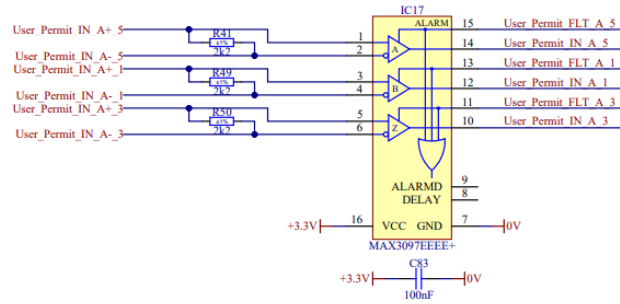 IC17
User_Permit_IN_A+_5
R41
±1%
2k2
User_Permit_IN_A-_5
User_Permit_IN_A+_1
R49
±1%
2k2
User_Permit_IN_A-_1
User_Permit_IN_A+_3
R50
±1%
2k2
User_Permit_IN_A-_3
1
2
3
4
5
6
16
ALARM
A
B
Z
ALARMD
DELAY
VCC GND
15 User_Permit_FLT_A_5
14 User_Permit_IN_A_5
13 User_Permit_FLT_A_1
12 User_Permit_IN_A_1
11 User_Permit_FLT_A_3
10 User_Permit_IN_A_3
9
8
7
+3.3V
0V
MAX3097EEEE+
C83
+3.3V
0V
100nF